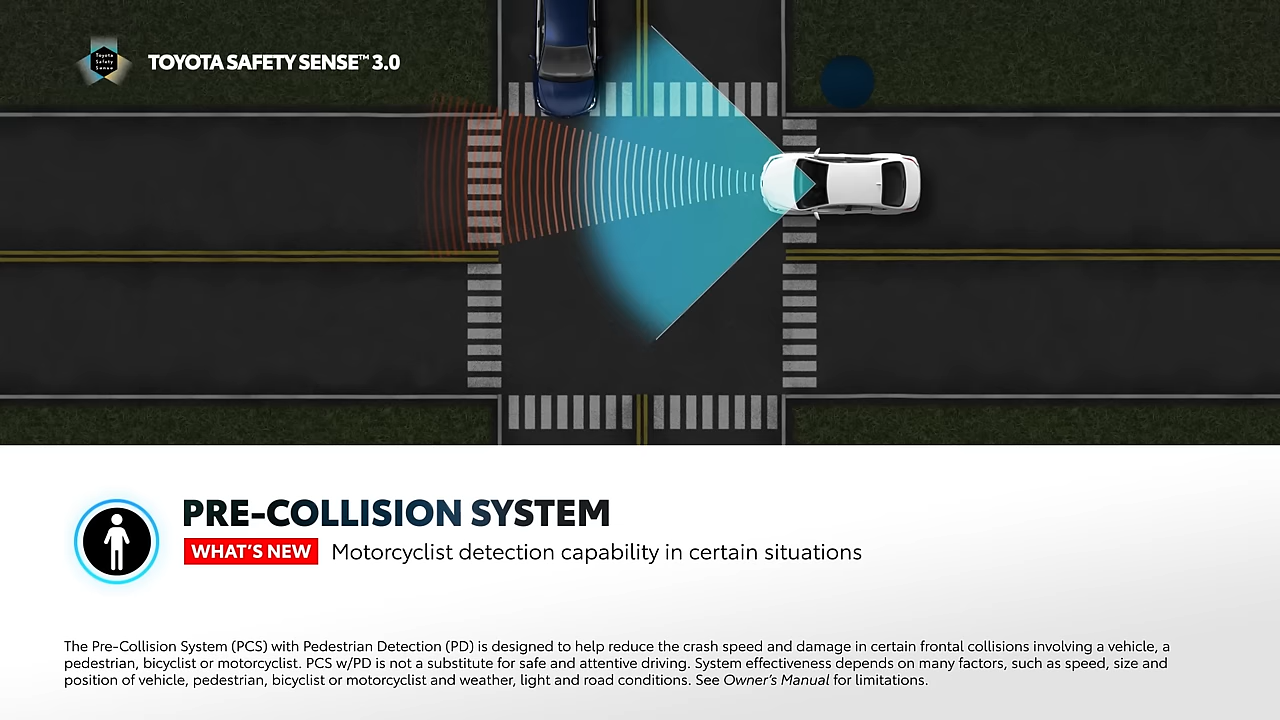 Toyota
Safety
Sense
TOYOTA SAFETY SENSE™ 3.0
PRE-COLLISION SYSTEM
WHAT'S NEW Motorcyclist detection capability in certain situations
The Pre-Collision System (PCS) with Pedestrian Detection (PD) is designed to help reduce the crash speed and damage in certain frontal collisions involving a vehicle, a
pedestrian, bicyclist or motorcyclist. PCS w/PD is not a substitute for safe and attentive driving. System effectiveness depends on many factors, such as speed, size and
position of vehicle, pedestrian, bicyclist or motorcyclist and weather, light and road conditions. See Owner's Manual for limitations.